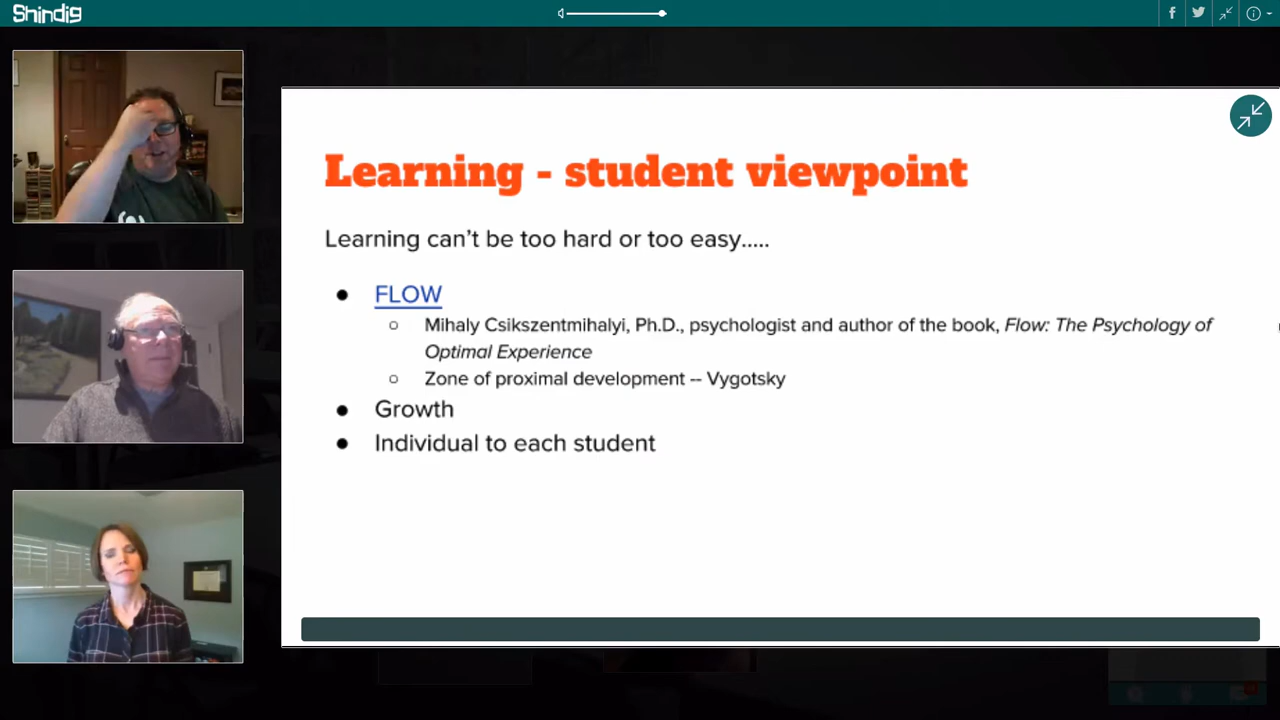 Shindig
Learning - student viewpoint
Learning can't be too hard or too easy.....
● FLOW
○ Mihaly Csikszentmihalyi, Ph.D., psychologist and author of the book, Flow: The Psychology of
Optimal Experience
○ Zone of proximal development -- Vygotsky
● Growth
● Individual to each student